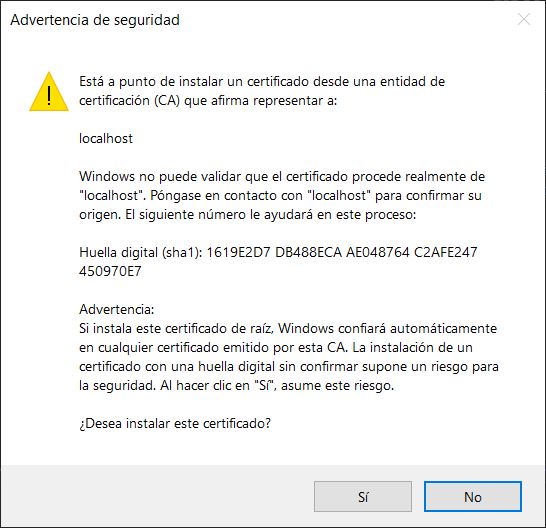 Advertencia de seguridad
Está a punto de instalar un certificado desde una entidad de
certificación (CA) que afirma representar a:
localhost
Windows no puede validar que el certificado procede realmente de
"localhost". Póngase en contacto con "localhost" para confirmar su
origen. El siguiente número le ayudará en este proceso:
Huella digital (sha1): 1619E2D7 DB488ECA AE048764 C2AFE247
450970E7
Advertencia:
Si instala este certificado de raíz, Windows confiará automáticamente
en cualquier certificado emitido por esta CA. La instalación de un
certificado con una huella digital sin confirmar supone un riesgo para
la seguridad. Al hacer clic en "Sí", asume este riesgo.
¿Desea instalar este certificado?
Sí
No